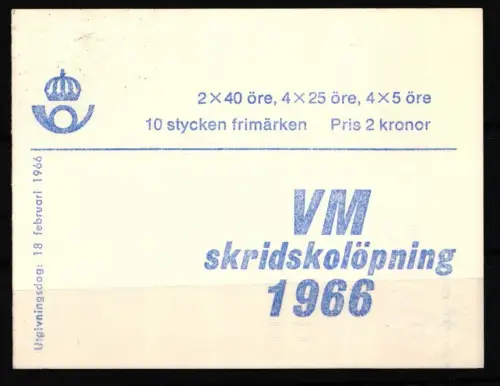 2×40 öre, 4×25 öre, 4×5 öre
10 stycken frimärken Pris 2 kronor
Utgivningsdag: 18 februari 1966
VM
skridskolöpning
1966